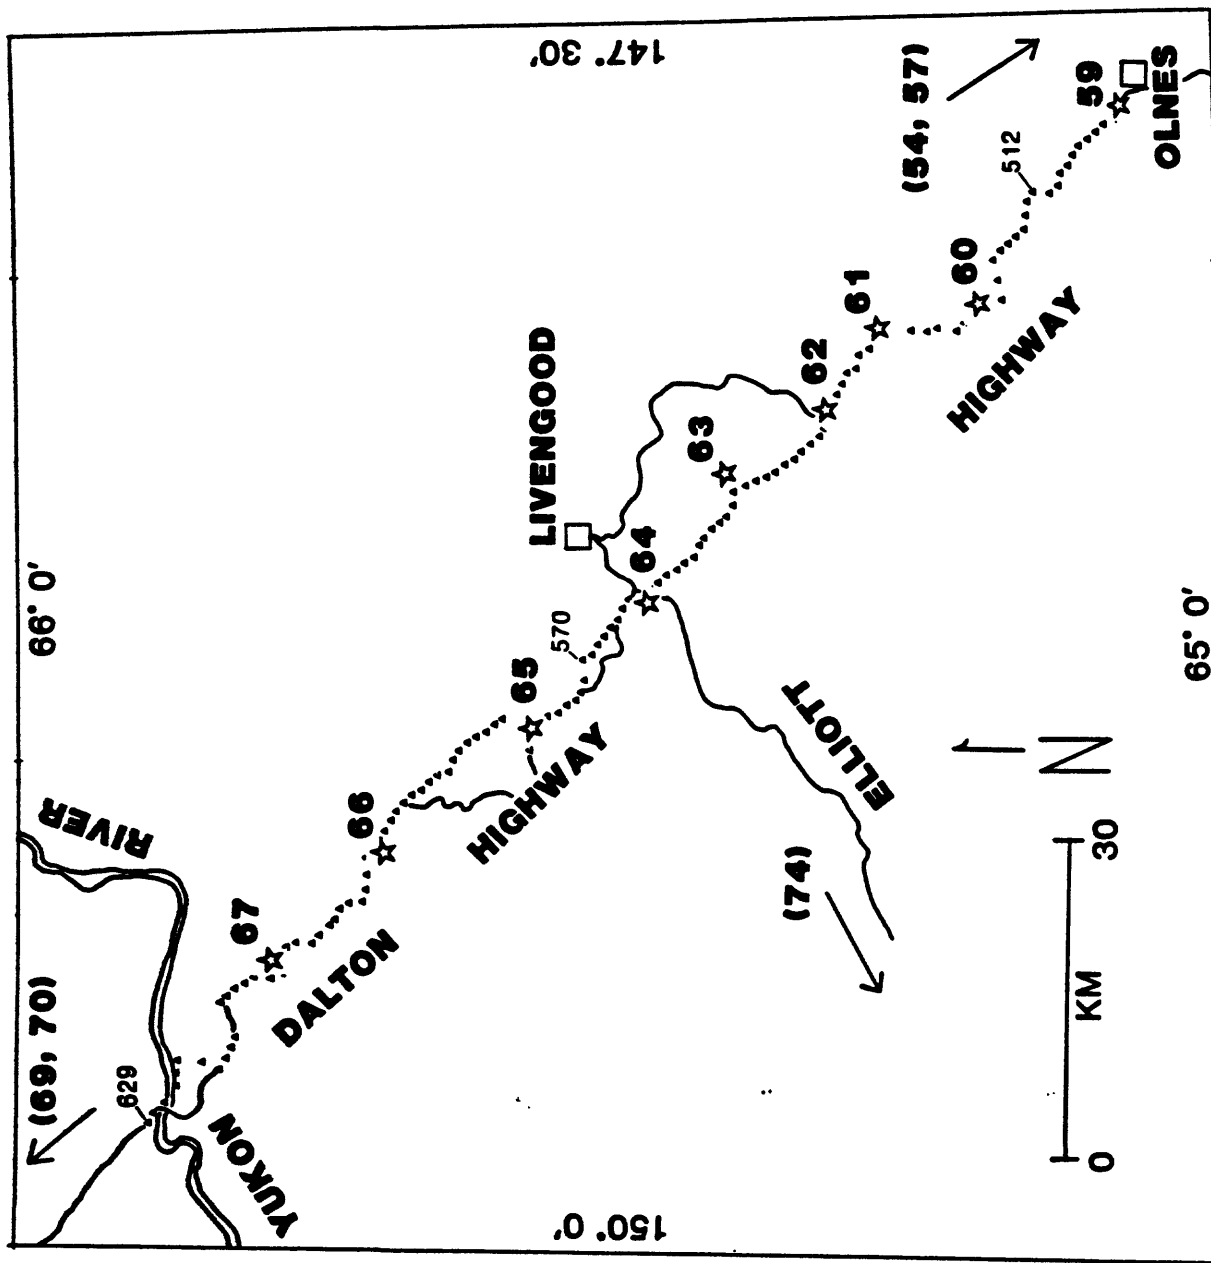 66° 0'
147° 30'
(69, 70)
629
YUKON
RIVER
67
66
DALTON
HIGHWAY
65
570
LIVENGOOD
64
63
62
61
60
512
(54, 57)
59
OLNES
ELLIOTT
HIGHWAY
(74)
N
0
KM
30
150° 0'
65° 0'